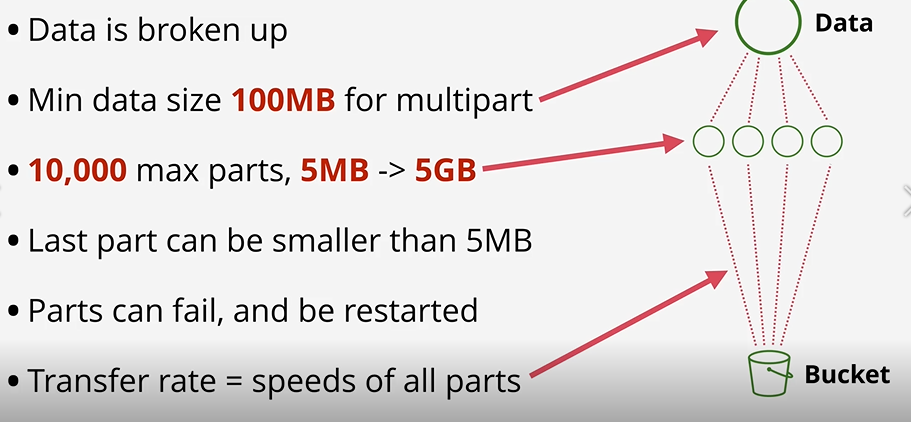 • Data is broken up
Data
• Min data size 100MB for multipart
• 10,000 max parts, 5MB -> 5GB
• Last part can be smaller than 5MB
• Parts can fail, and be restarted
• Transfer rate = speeds of all parts
Bucket